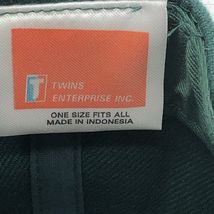 TWINS
ENTERPRISE INC.
ONE SIZE FITS ALL
MADE IN INDONESIA